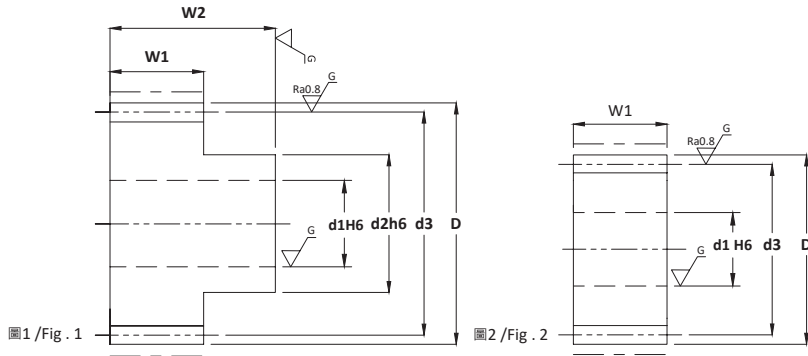 W2
G
W1
G
Ra0.8
d1H6
d2h6
d3
D
G
圖1 /Fig . 1
W1
G
Ra0.8
d1 H6
d3
D
G
圖2 /Fig . 2